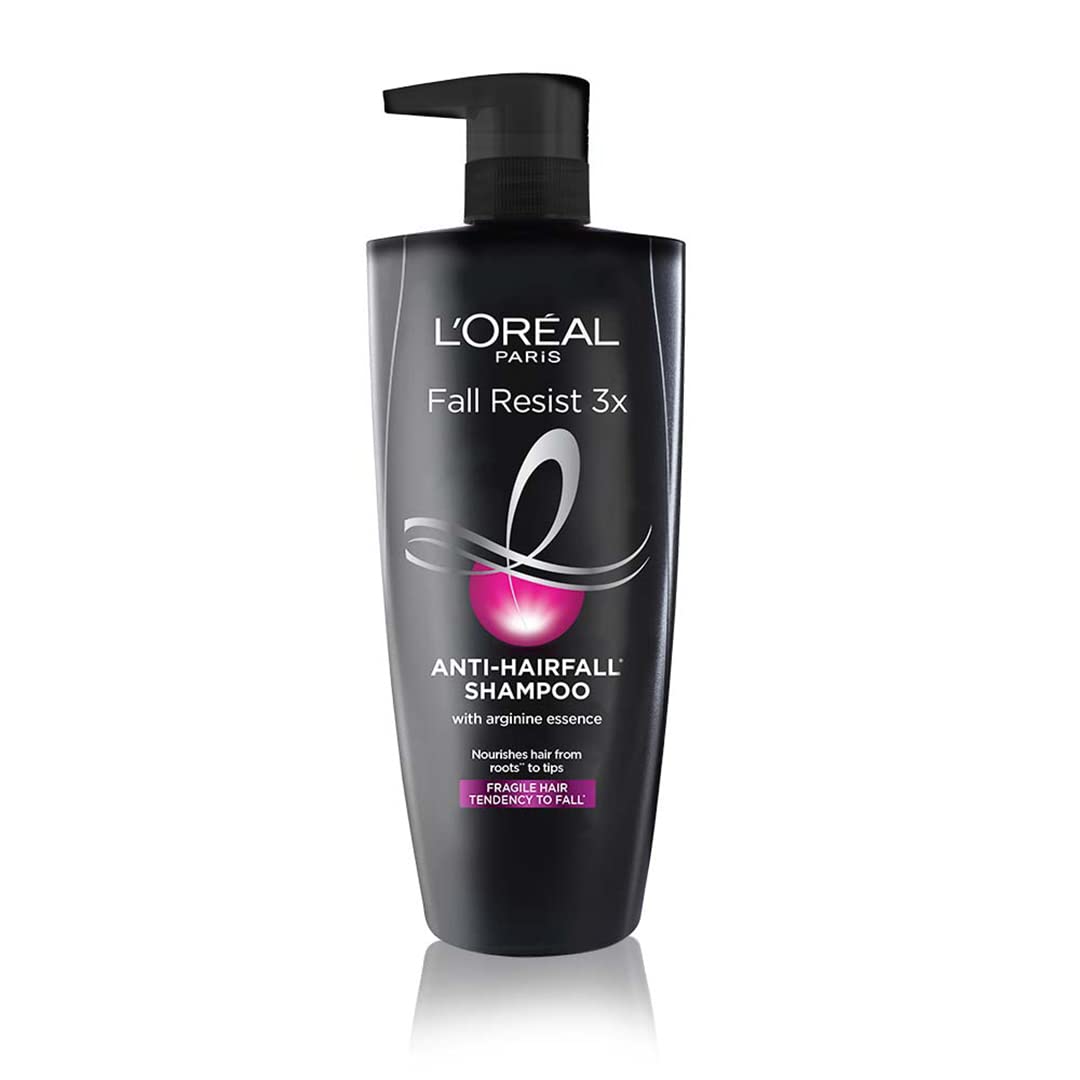 L'ORÉAL
PARiS
Fall Resist 3x
ANTI-HAIRFALL*
SHAMPOO
with arginine essence
Nourishes hair from
roots** to tips
FRAGILE HAIR
TENDENCY TO FALL*